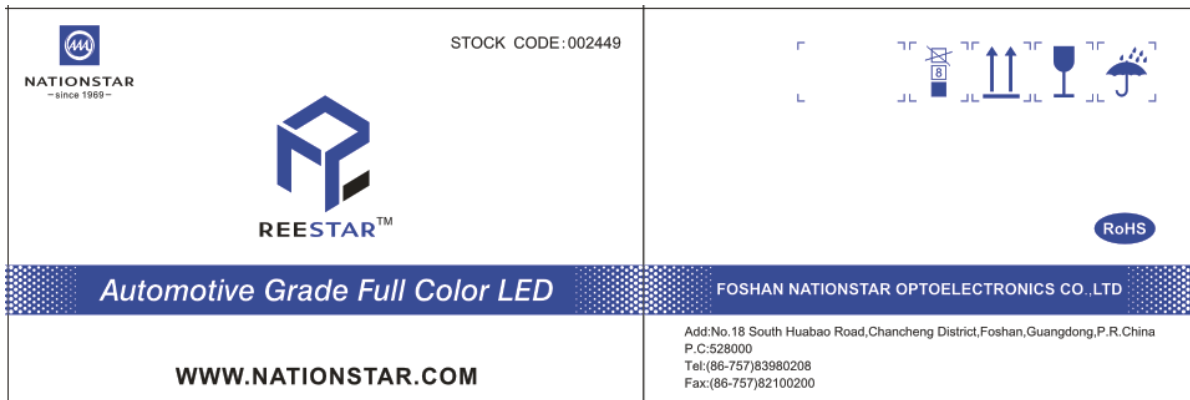 NATIONSTAR
-since 1969-
STOCK CODE:002449
REESTAR™
Automotive Grade Full Color LED
WWW.NATIONSTAR.COM
8
RoHS
FOSHAN NATIONSTAR OPTOELECTRONICS CO.,LTD
Add:No.18 South Huabao Road,Chancheng District,Foshan,Guangdong,P.R.China
P.C:528000
Tel:(86-757)83980208
Fax:(86-757)82100200